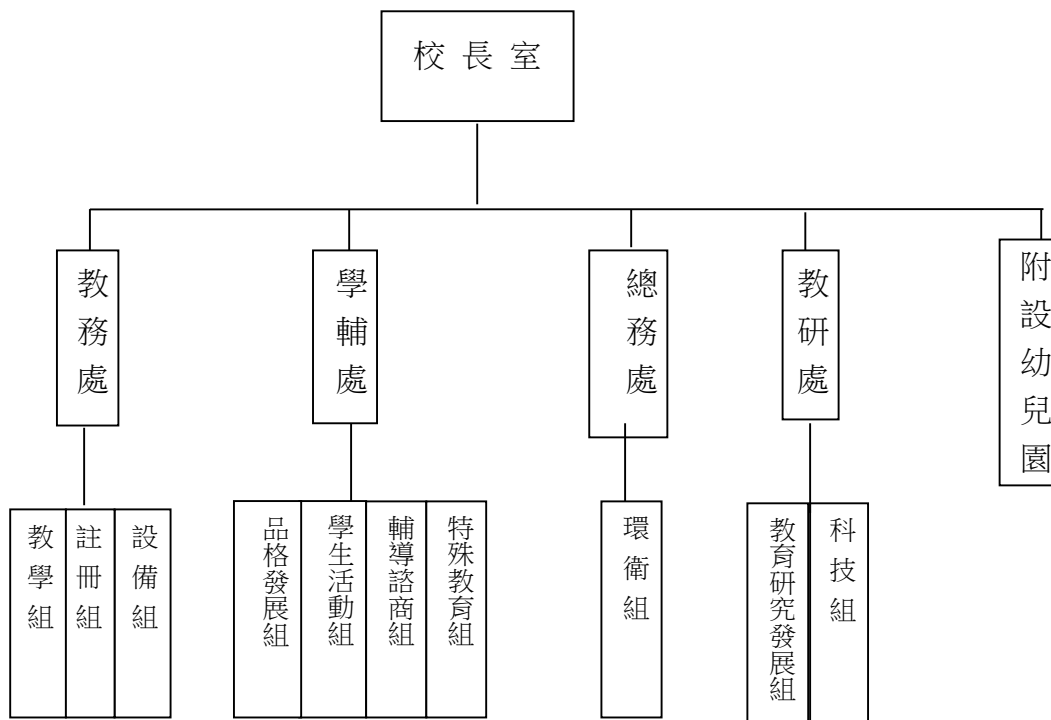 校長室
教務處
學輔處
總務處
教研處
附設幼兒園
教學組
註冊組
設備組
品格發展組
學生活動組
輔導諮商組
特殊教育組
環衛組
教育研究發展組
科技組